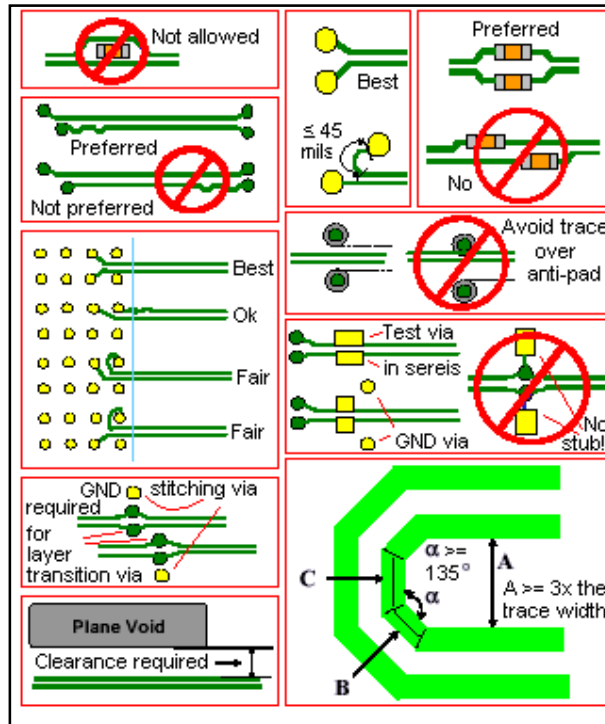 Not allowed
Preferred
Not preferred
Best
≤ 45
mils
Preferred
No
Avoid trace
over
anti-pad
Best
Ok
Fair
Fair
Test via
in sereis
GND via
No
stub!
GND stitching via
required
for
layer
transition via
Plane Void
Clearance required
α >=
135°
α
A
A >= 3x the
trace width
C
B